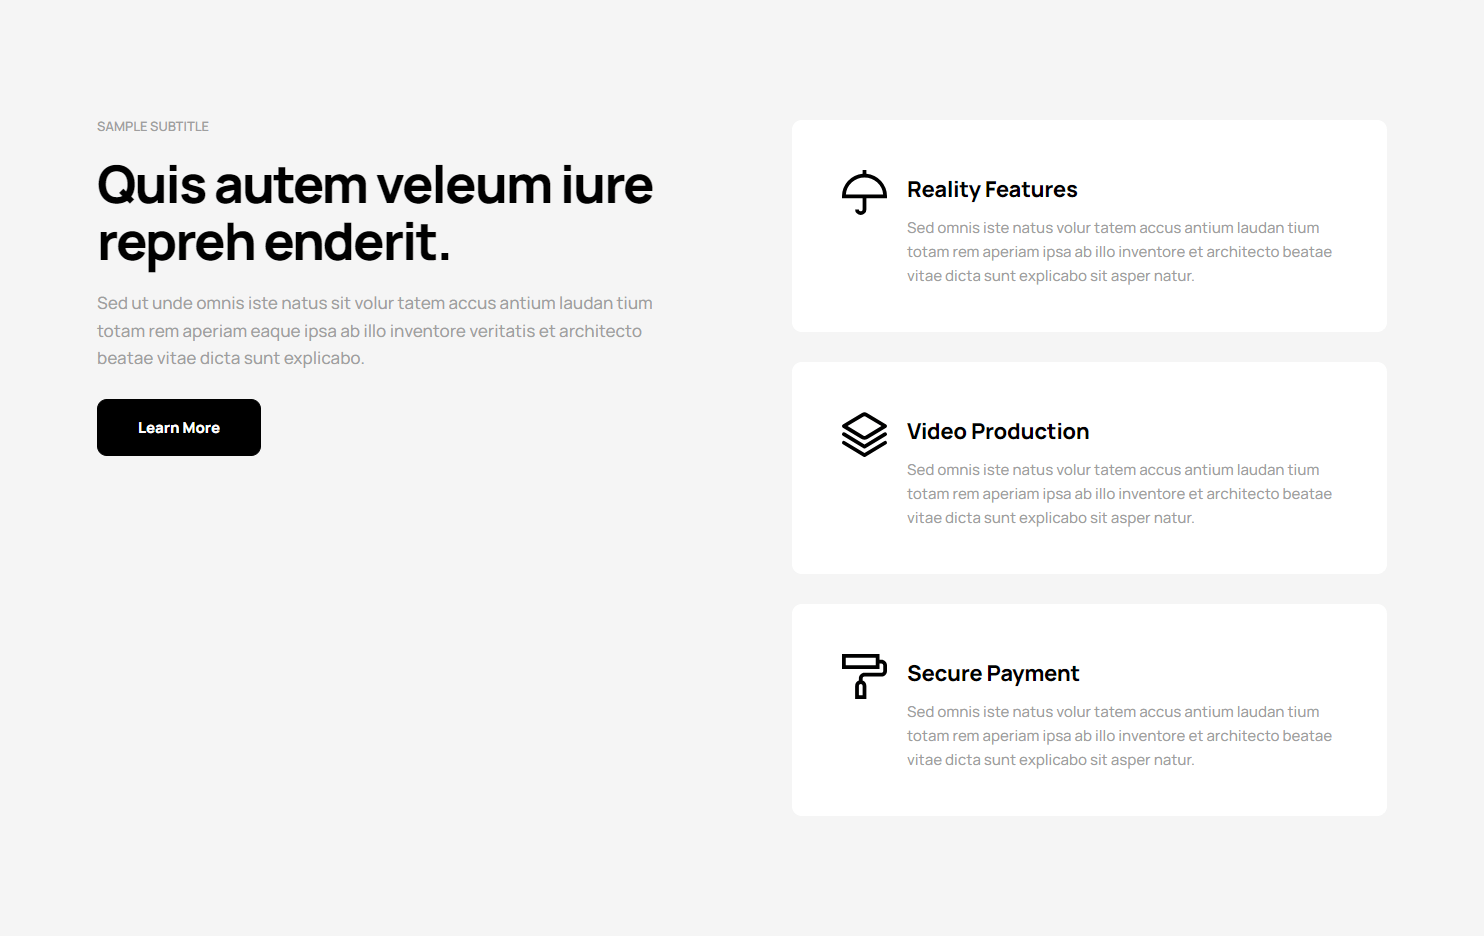 SAMPLE SUBTITLE
Quis autem veleum iure
repreh enderit.
Sed ut unde omnis iste natus sit volur tatem accus antium laudan tium
totam rem aperiam eaque ipsa ab illo inventore veritatis et architecto
beatae vitae dicta sunt explicabo.
Learn More
Reality Features
Sed omnis iste natus volur tatem accus antium laudan tium
totam rem aperiam ipsa ab illo inventore et architecto beatae
vitae dicta sunt explicabo sit asper natur.
Video Production
Sed omnis iste natus volur tatem accus antium laudan tium
totam rem aperiam ipsa ab illo inventore et architecto beatae
vitae dicta sunt explicabo sit asper natur.
Secure Payment
Sed omnis iste natus volur tatem accus antium laudan tium
totam rem aperiam ipsa ab illo inventore et architecto beatae
vitae dicta sunt explicabo sit asper natur.